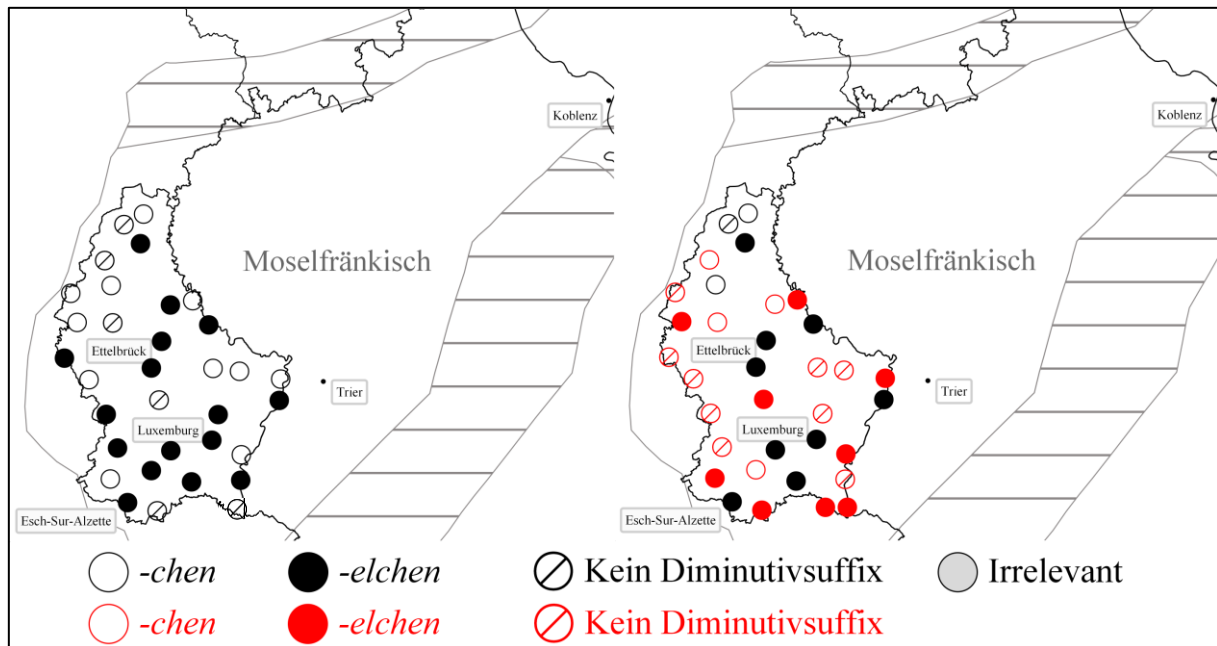 Koblenz
Moselfränkisch
Ettelbrück
Trier
Luxemburg
Esch-Sur-Alzette
Koblenz
Moselfränkisch
Ettelbrück
Trier
Luxemburg
Esch-Sur-Alzette
-chen -elchen Kein Diminutivsuffix Irrelevant
-chen -elchen Kein Diminutivsuffix